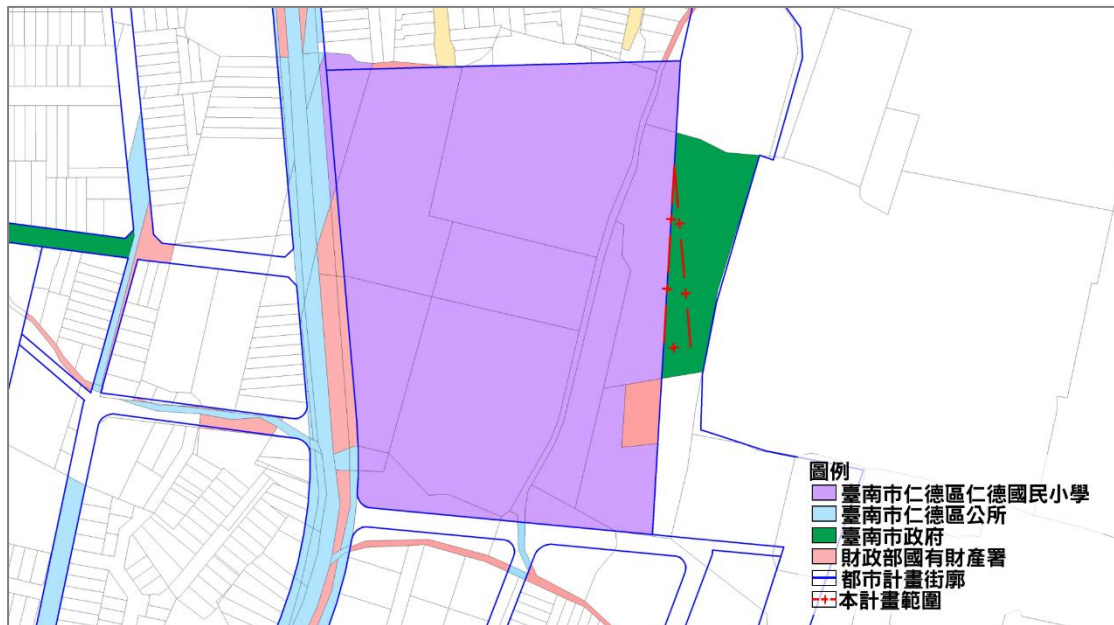 圖例
臺南市仁德區仁德國民小學
臺南市仁德區公所
臺南市政府
財政部國有財產署
都市計畫街廓
本計畫範圍